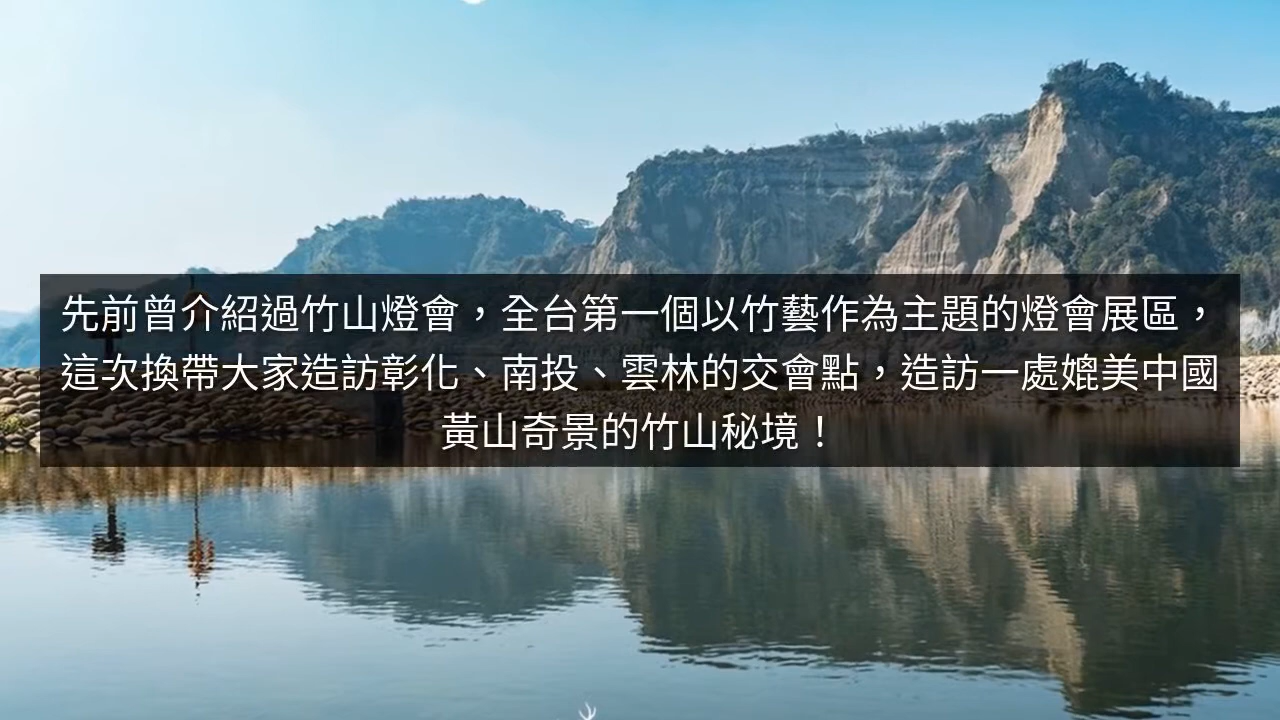 先前曾介紹過竹山燈會，全台第一個以竹藝作為主題的燈會展區，
這次換帶大家造訪彰化、南投、雲林的交會點，造訪一處媲美中國
黃山奇景的竹山秘境！